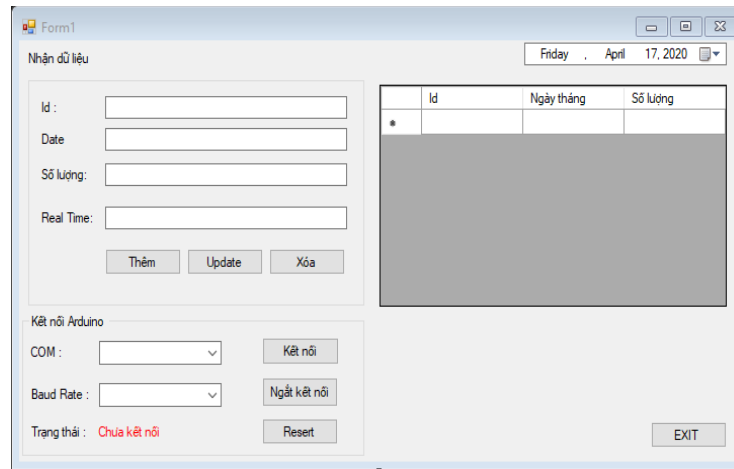 Form1
Nhận dữ liệu
Friday , April 17, 2020
Id :
Date
Số lượng:
Real Time:
Thêm Update Xóa
Id Ngày tháng Số lượng
*
Kết nối Arduino
COM : Kết nối
Baud Rate : Ngắt kết nối
Trạng thái : Chưa kết nối Resert
EXIT